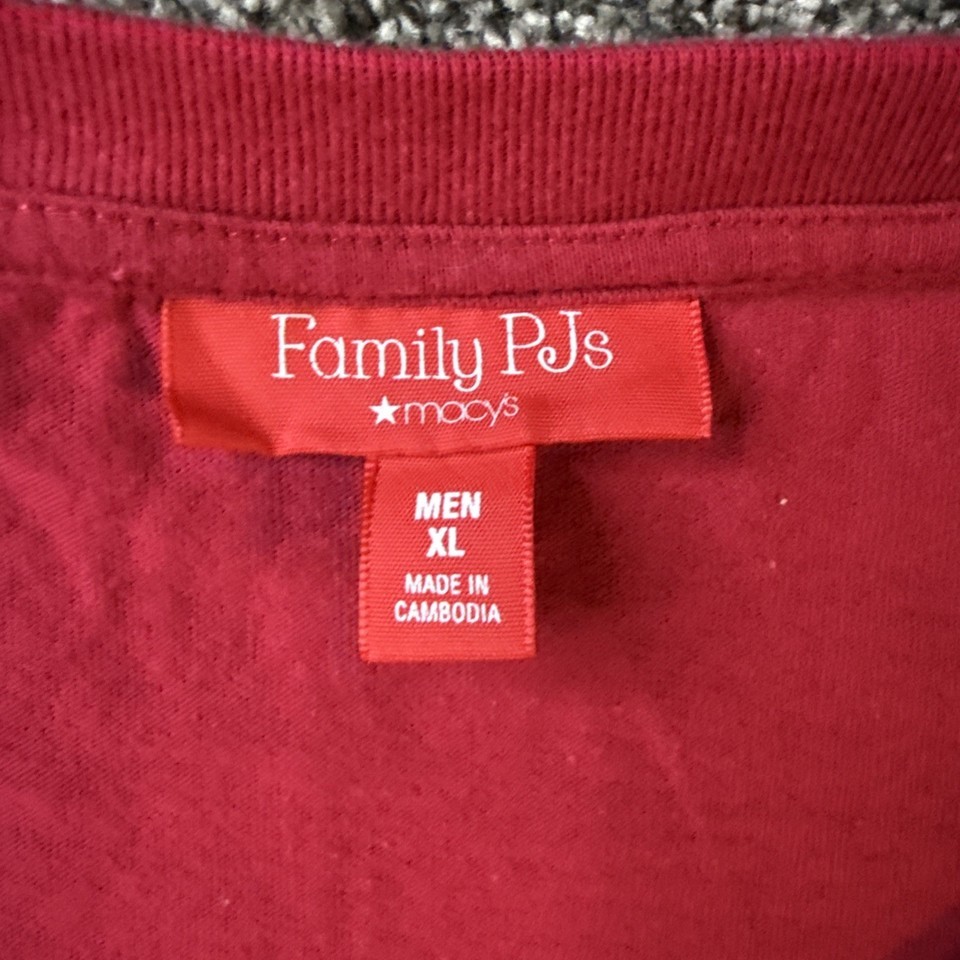 Family PJs
★macy's
MEN
XL
MADE IN
CAMBODIA